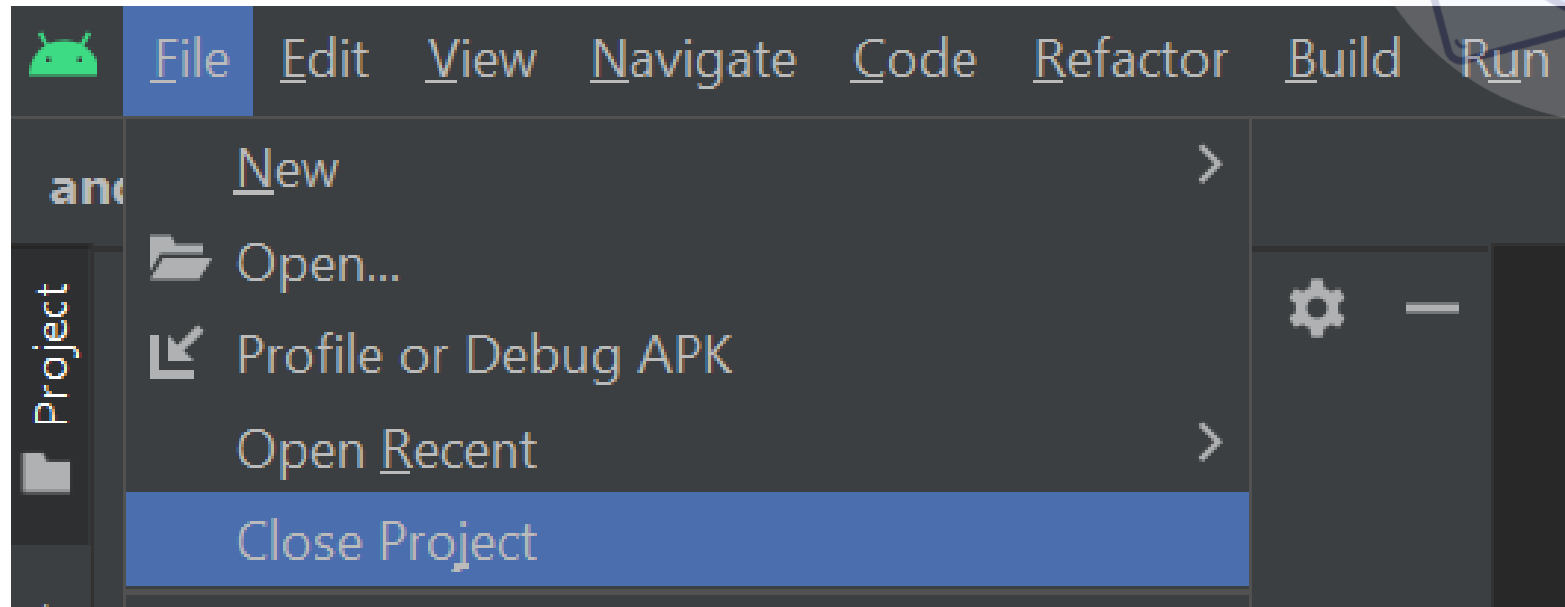 File Edit View Navigate Code Refactor Build Run
New
Open...
Profile or Debug APK
Open Recent
Close Project
Project